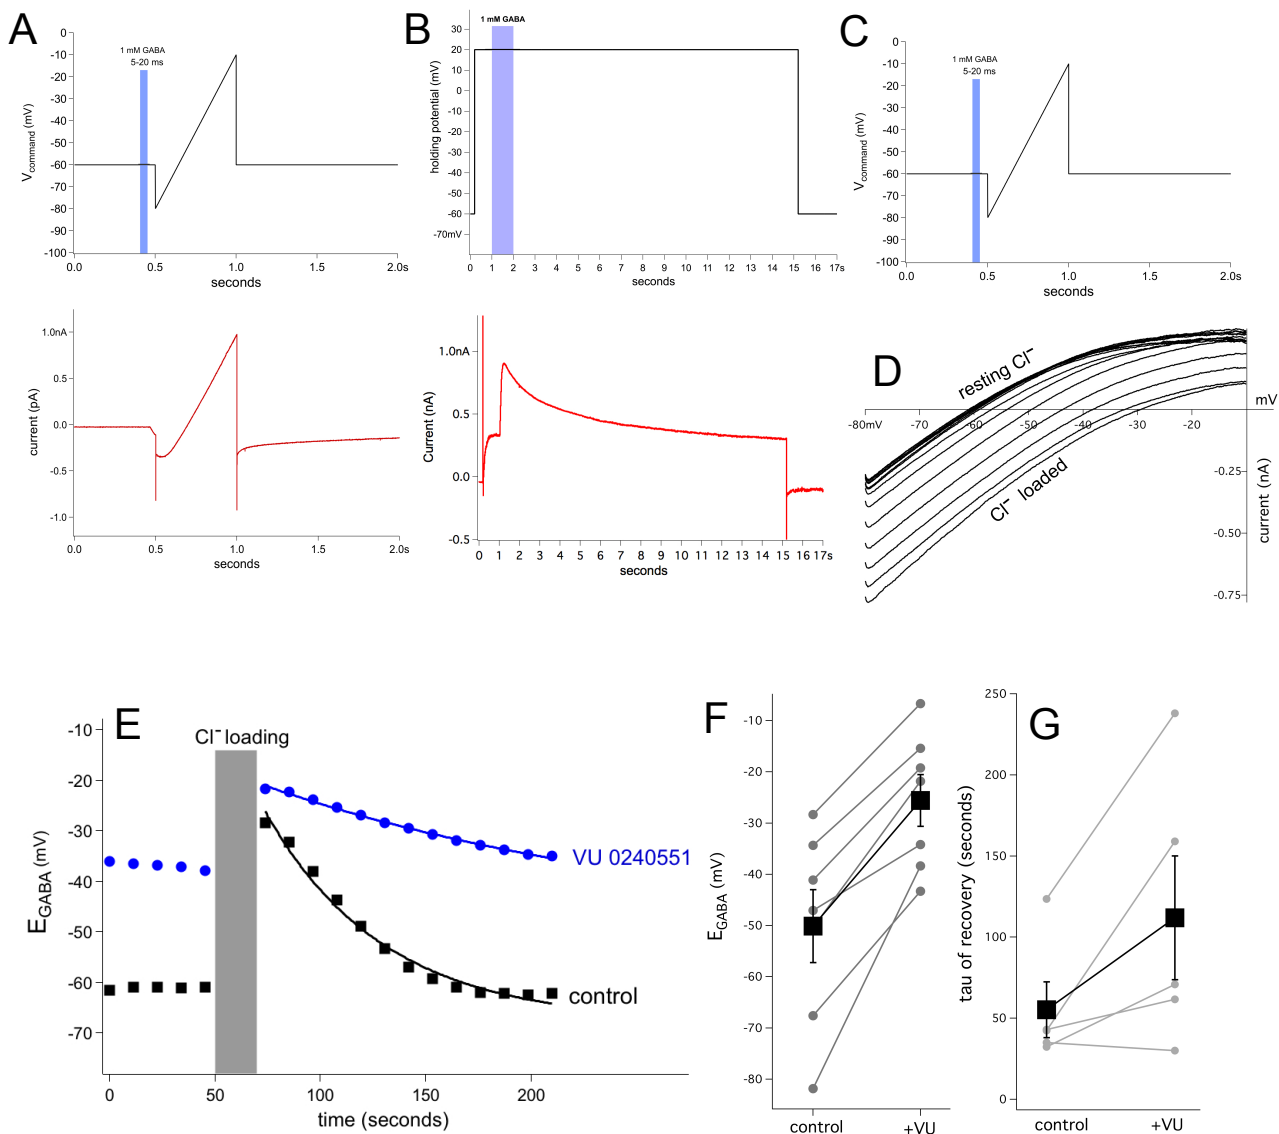 A
0
-10
-20
-30
-40
-50
-60
-70
-80
-90
-100
Vcommand (mV)
1 mM GABA
5-20 ms
0.0
0.5
1.0
1.5
2.0s
seconds
1.0nA
0.5
0.0
-0.5
-1.0
current (pA)
0.0
0.5
1.0
1.5
2.0s
seconds
B
1 mM GABA
30
20
10
0
-10
-20
-30
-40
-50
-60
-70mV
holding potential (mV)
0 1 2 3 4 5 6 7 8 9 10 11 12 13 14 15 16 17s
seconds
1.0nA
0.5
0.0
-0.5
Current (nA)
0 1 2 3 4 5 6 7 8 9 10 11 12 13 14 15 16 17s
seconds
C
0
-10
-20
-30
-40
-50
-60
-70
-80
-90
-100
Vcommand (mV)
1 mM GABA
5-20 ms
0.0
0.5
1.0
1.5
2.0s
seconds
D
resting Cl⁻
mV
-80mV
-70
-60
-50
-40
-30
-20
Cl⁻ loaded
-0.25
-0.50
-0.75
current (nA)
E
Cl⁻ loading
-10
-20
-30
-40
-50
-60
-70
EGABA (mV)
VU 0240551
control
0
50
100
150
200
time (seconds)
F
-10
-20
-30
-40
-50
-60
-70
-80
EGABA (mV)
control
+VU
G
250
200
150
100
50
0
tau of recovery (seconds)
control
+VU